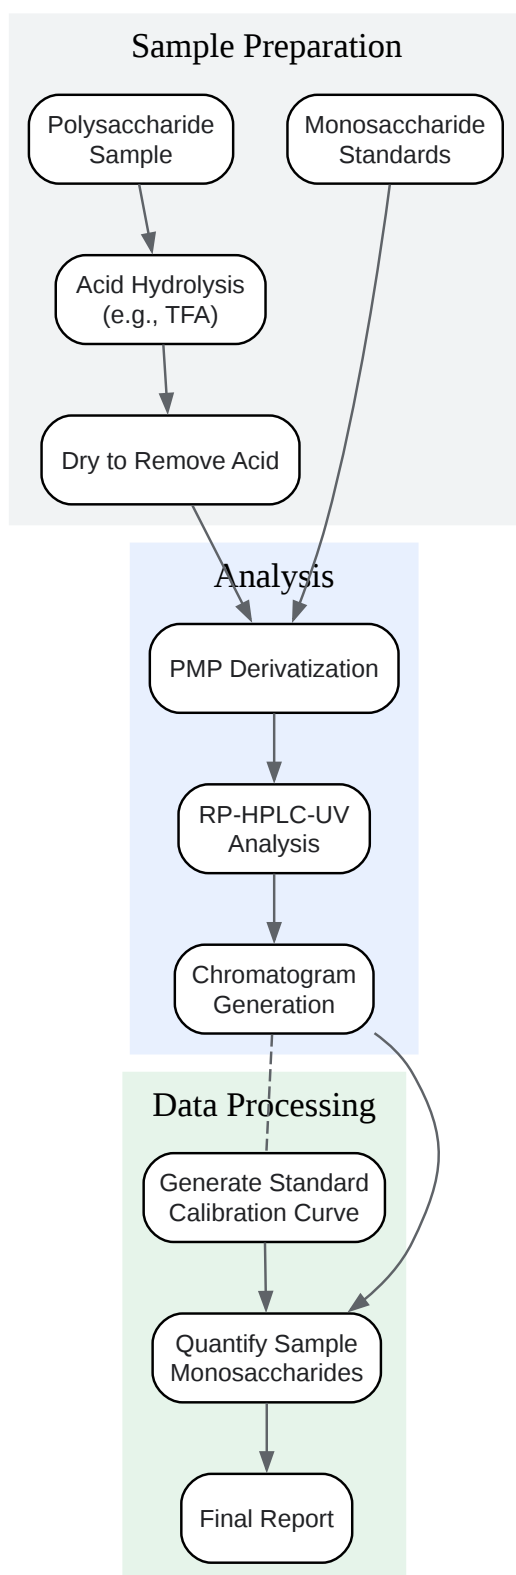 Sample Preparation
Polysaccharide
Sample
Monosaccharide
Standards
Acid Hydrolysis
(e.g., TFA)
Dry to Remove Acid
Analysis
PMP Derivatization
RP-HPLC-UV
Analysis
Chromatogram
Generation
Data Processing
Generate Standard
Calibration Curve
Quantify Sample
Monosaccharides
Final Report